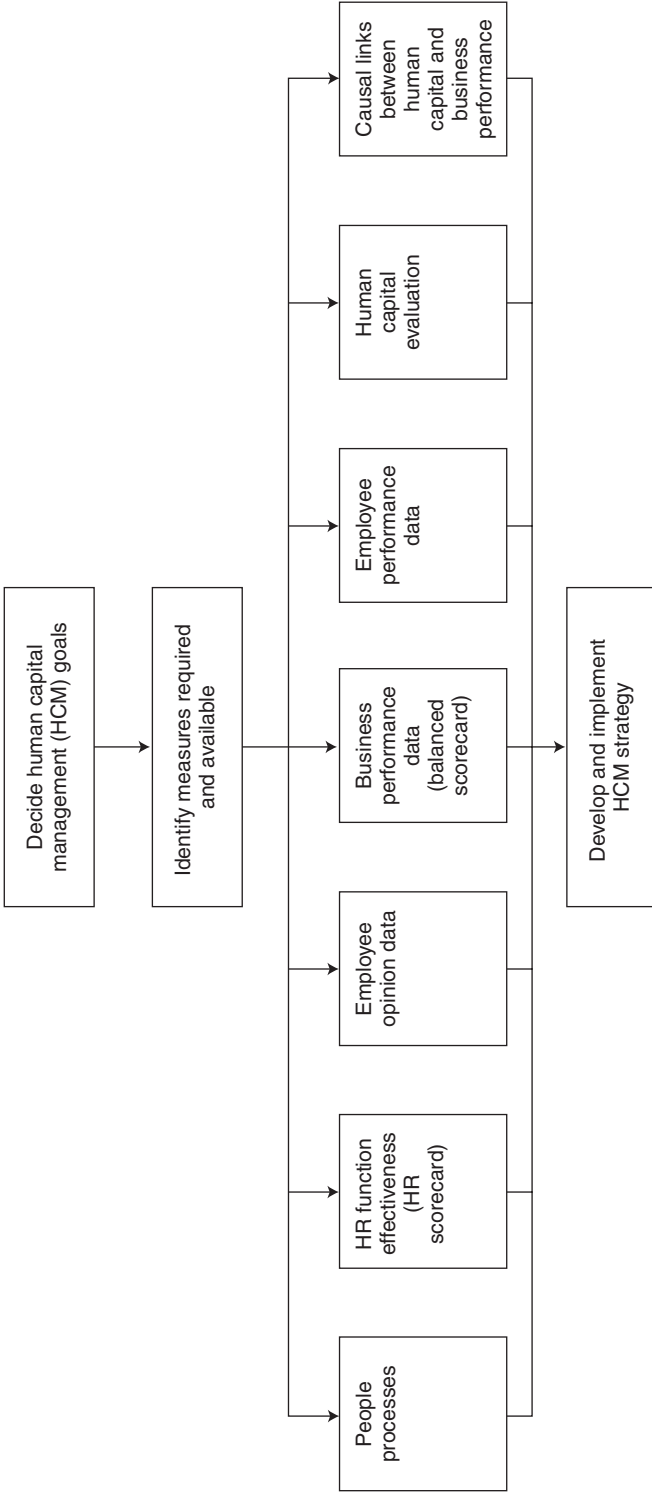 Decide human capital
management (HCM) goals
Identify measures required
and available
People
processes
HR function
effectiveness
(HR
scorecard)
Employee
opinion data
Business
performance
data
(balanced
scorecard)
Employee
performance
data
Human
capital
evaluation
Causal links
between
human
capital and
business
performance
Develop and implement
HCM strategy